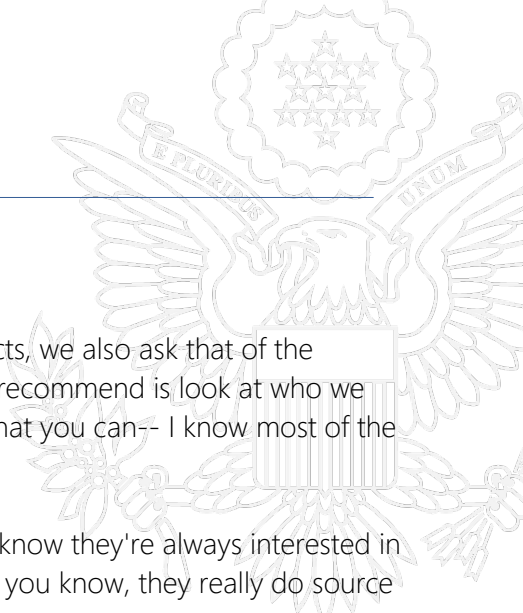 E PLURIBUS
UNUM
cts, we also ask that of the
recommend is look at who we
hat you can-- I know most of the
know they're always interested in
you know, they really do source